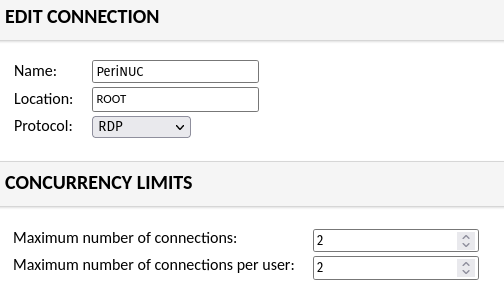 EDIT CONNECTION
Name: PeriNUC
Location: ROOT
Protocol: RDP
CONCURRENCY LIMITS
Maximum number of connections: 2
Maximum number of connections per user: 2